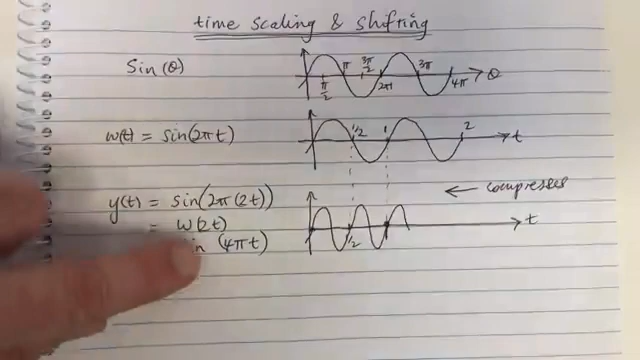 time scaling & shifting
Sin(θ)
π/2
π
3π/2
2π
3π
4π
θ
w(t) = sin(2πt)
1/2
1
2
t
y(t) = sin(2π(2t))
= w(2t)
(4πt)
1/2
t
← compresses